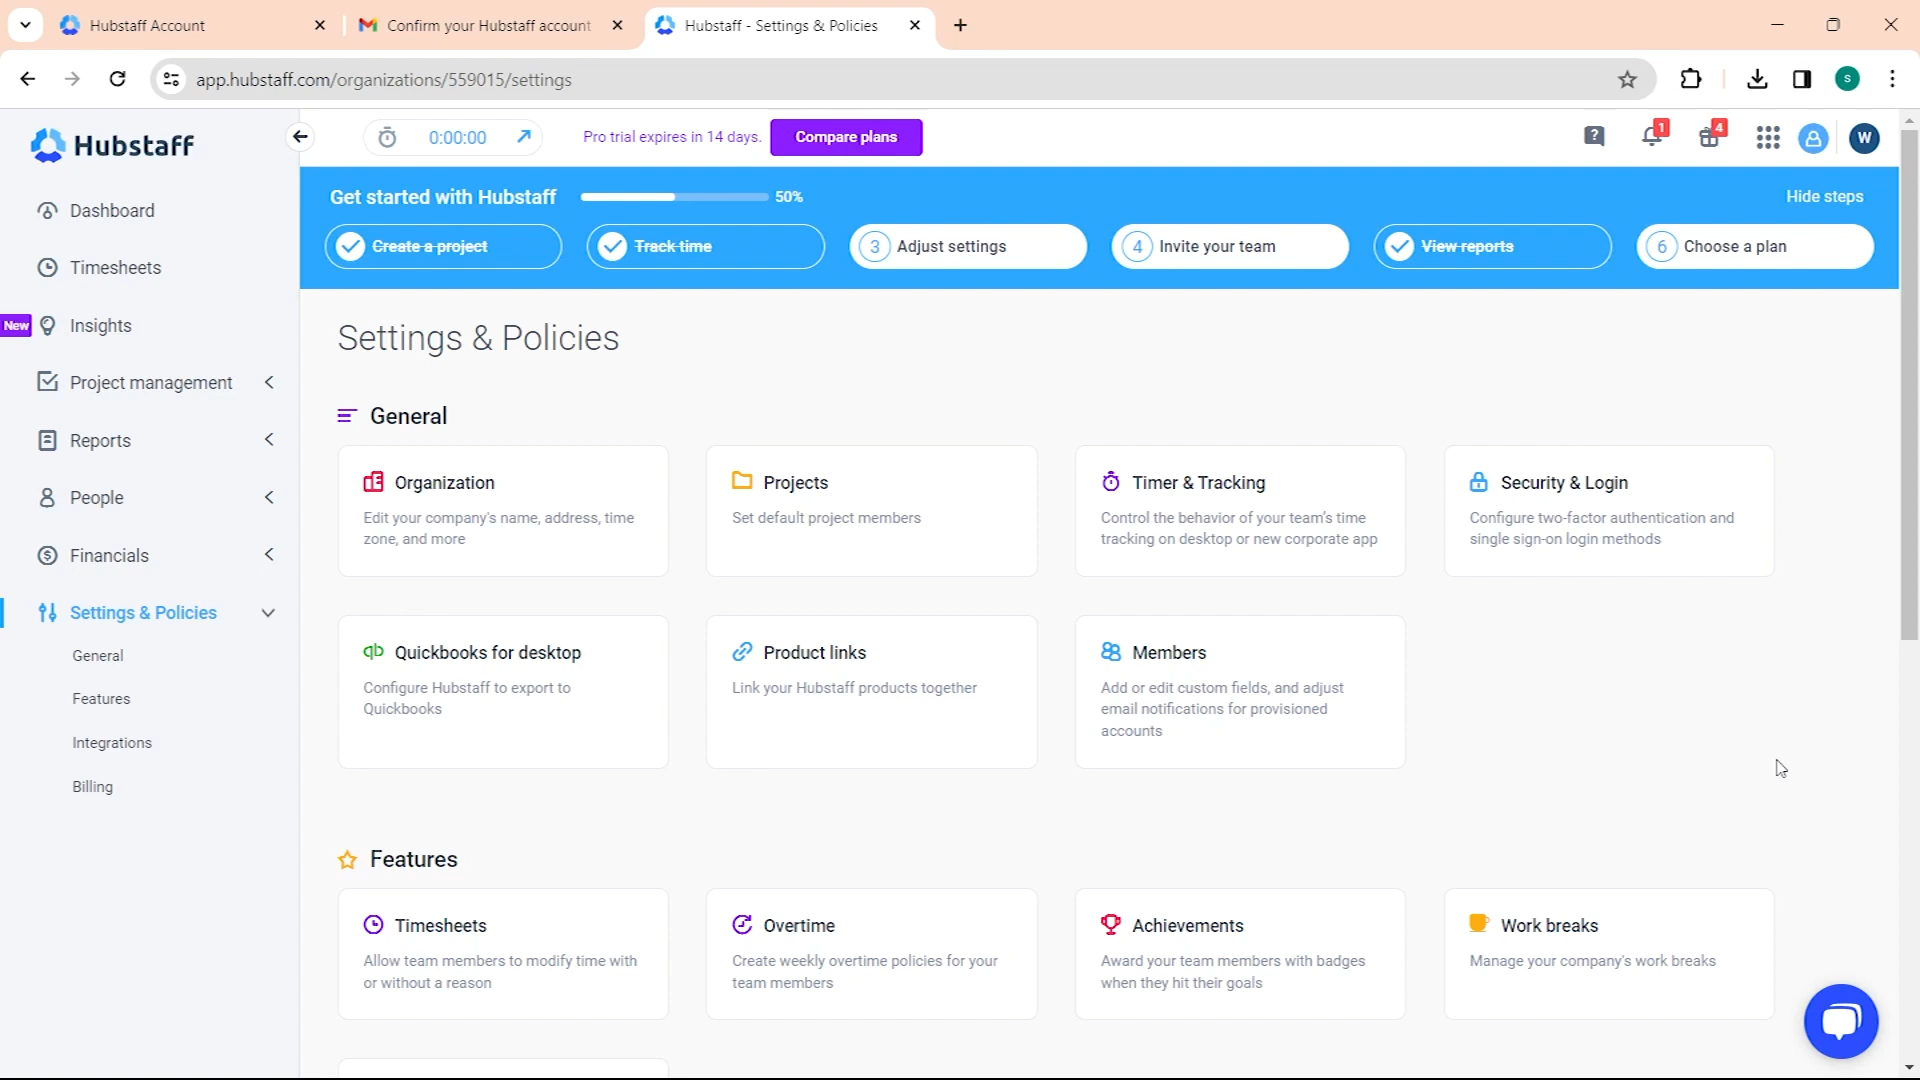 Hubstaff Account
Confirm your Hubstaff account
Hubstaff - Settings & Policies
app.hubstaff.com/organizations/559015/settings
S
Hubstaff
0:00:00
Pro trial expires in 14 days.
Compare plans
?
1
4
W
Get started with Hubstaff
50%
Hide steps
Create a project
Track time
3 Adjust settings
4 Invite your team
View reports
6 Choose a plan
Dashboard
Timesheets
New
Insights
Project management
Reports
People
Financials
Settings & Policies
General
Features
Integrations
Billing
Settings & Policies
General
Organization
Edit your company's name, address, time
zone, and more
Projects
Set default project members
Timer & Tracking
Control the behavior of your team's time
tracking on desktop or new corporate app
Security & Login
Configure two-factor authentication and
single sign-on login methods
qb
Quickbooks for desktop
Configure Hubstaff to export to
Quickbooks
Product links
Link your Hubstaff products together
Members
Add or edit custom fields, and adjust
email notifications for provisioned
accounts
Features
Timesheets
Allow team members to modify time with
or without a reason
Overtime
Create weekly overtime policies for your
team members
Achievements
Award your team members with badges
when they hit their goals
Work breaks
Manage your company's work breaks